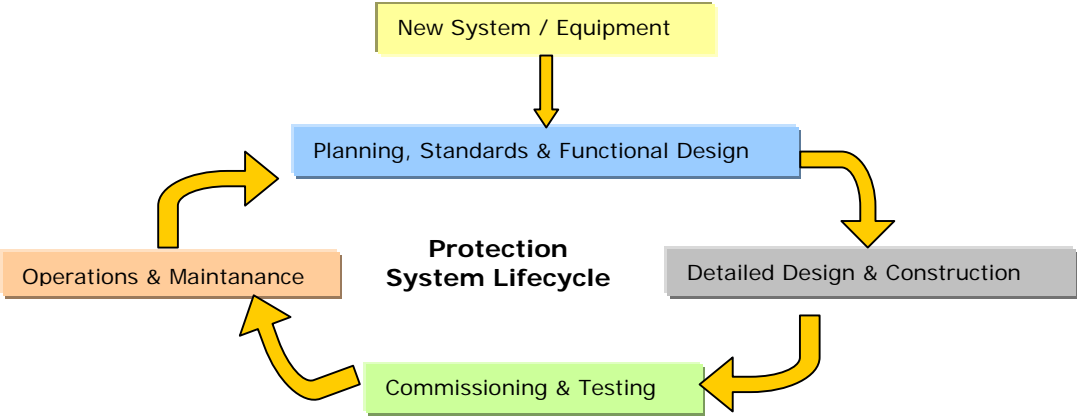 New System / Equipment
Planning, Standards & Functional Design
Protection
System Lifecycle
Operations & Maintanance
Detailed Design & Construction
Commissioning & Testing